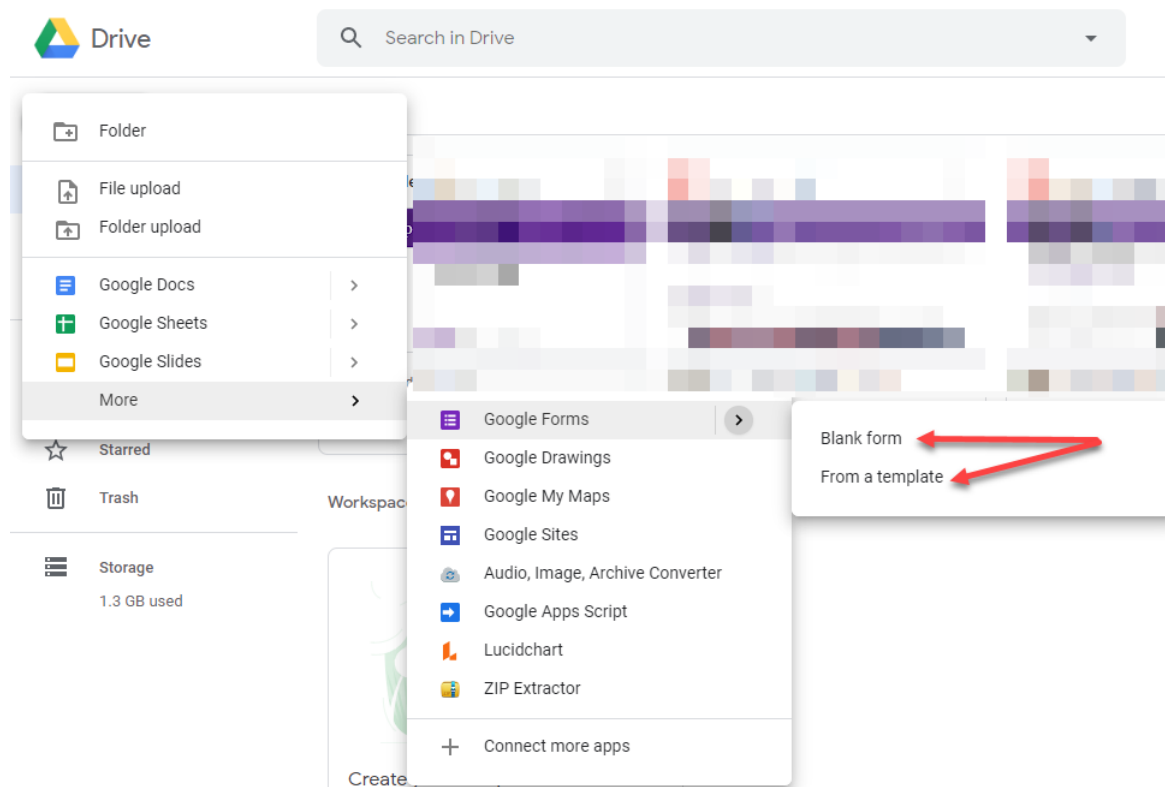 Drive
Search in Drive
Folder
File upload
Folder upload
Google Docs
Google Sheets
Google Slides
More
Starred
Trash
Storage
1.3 GB used
Google Forms
Google Drawings
Google My Maps
Google Sites
Audio, Image, Archive Converter
Google Apps Script
Lucidchart
ZIP Extractor
Connect more apps
Blank form
From a template
Workspac
Create